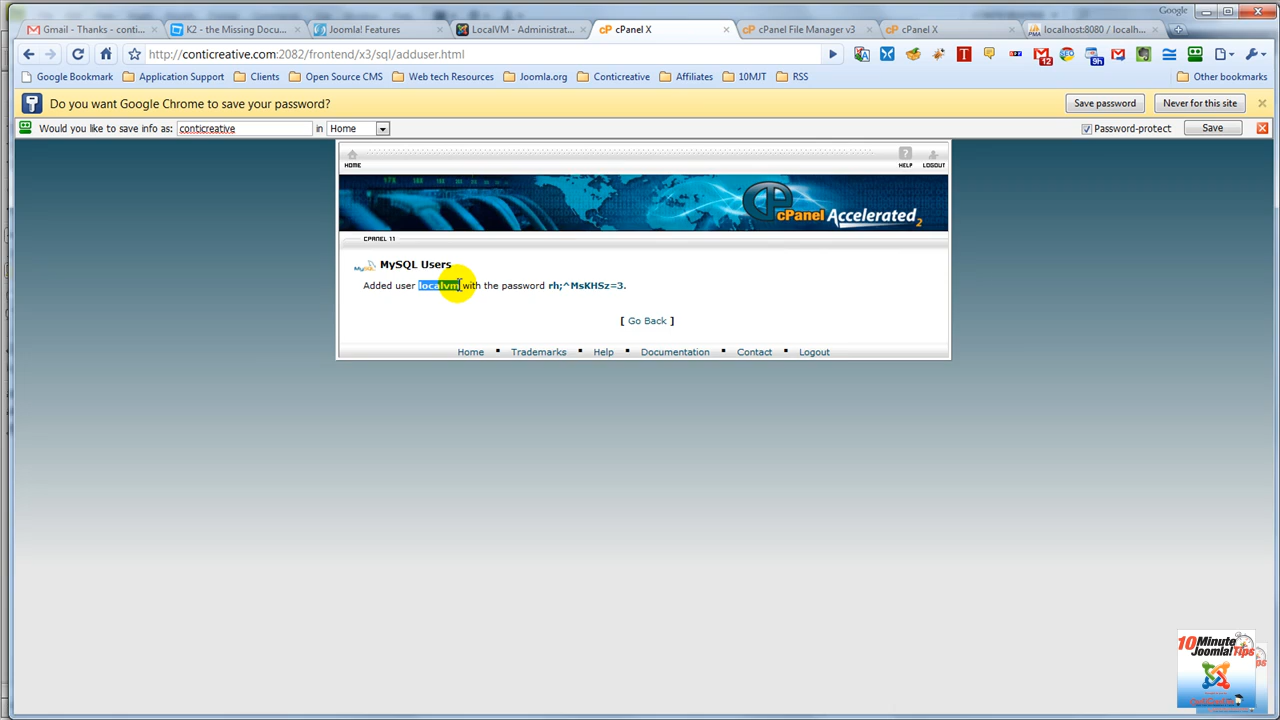 Google
Gmail - Thanks - conti...
K2 - the Missing Docu...
Joomla! Features
LocalVM - Administrat...
cPanel X
cPanel File Manager v3
cPanel X
localhost:8080 / localh...
http://conticreative.com:2082/frontend/x3/sql/adduser.html
12
9h
Google Bookmark
Application Support
Clients
Open Source CMS
Web tech Resources
Joomla.org
Conticreative
Affiliates
10MJT
RSS
Other bookmarks
Do you want Google Chrome to save your password?
Save password
Never for this site
Would you like to save info as:
conticreative
in
Home
Password-protect
Save
HOME
HELP
LOGOUT
cPanel Accelerated2
CPANEL 11
MySQL
MySQL Users
Added user localvm with the password rh;^MsKHSz=3.
[ Go Back ]
Home ▪ Trademarks ▪ Help ▪ Documentation ▪ Contact ▪ Logout
10 Minute
Joomla! Tips